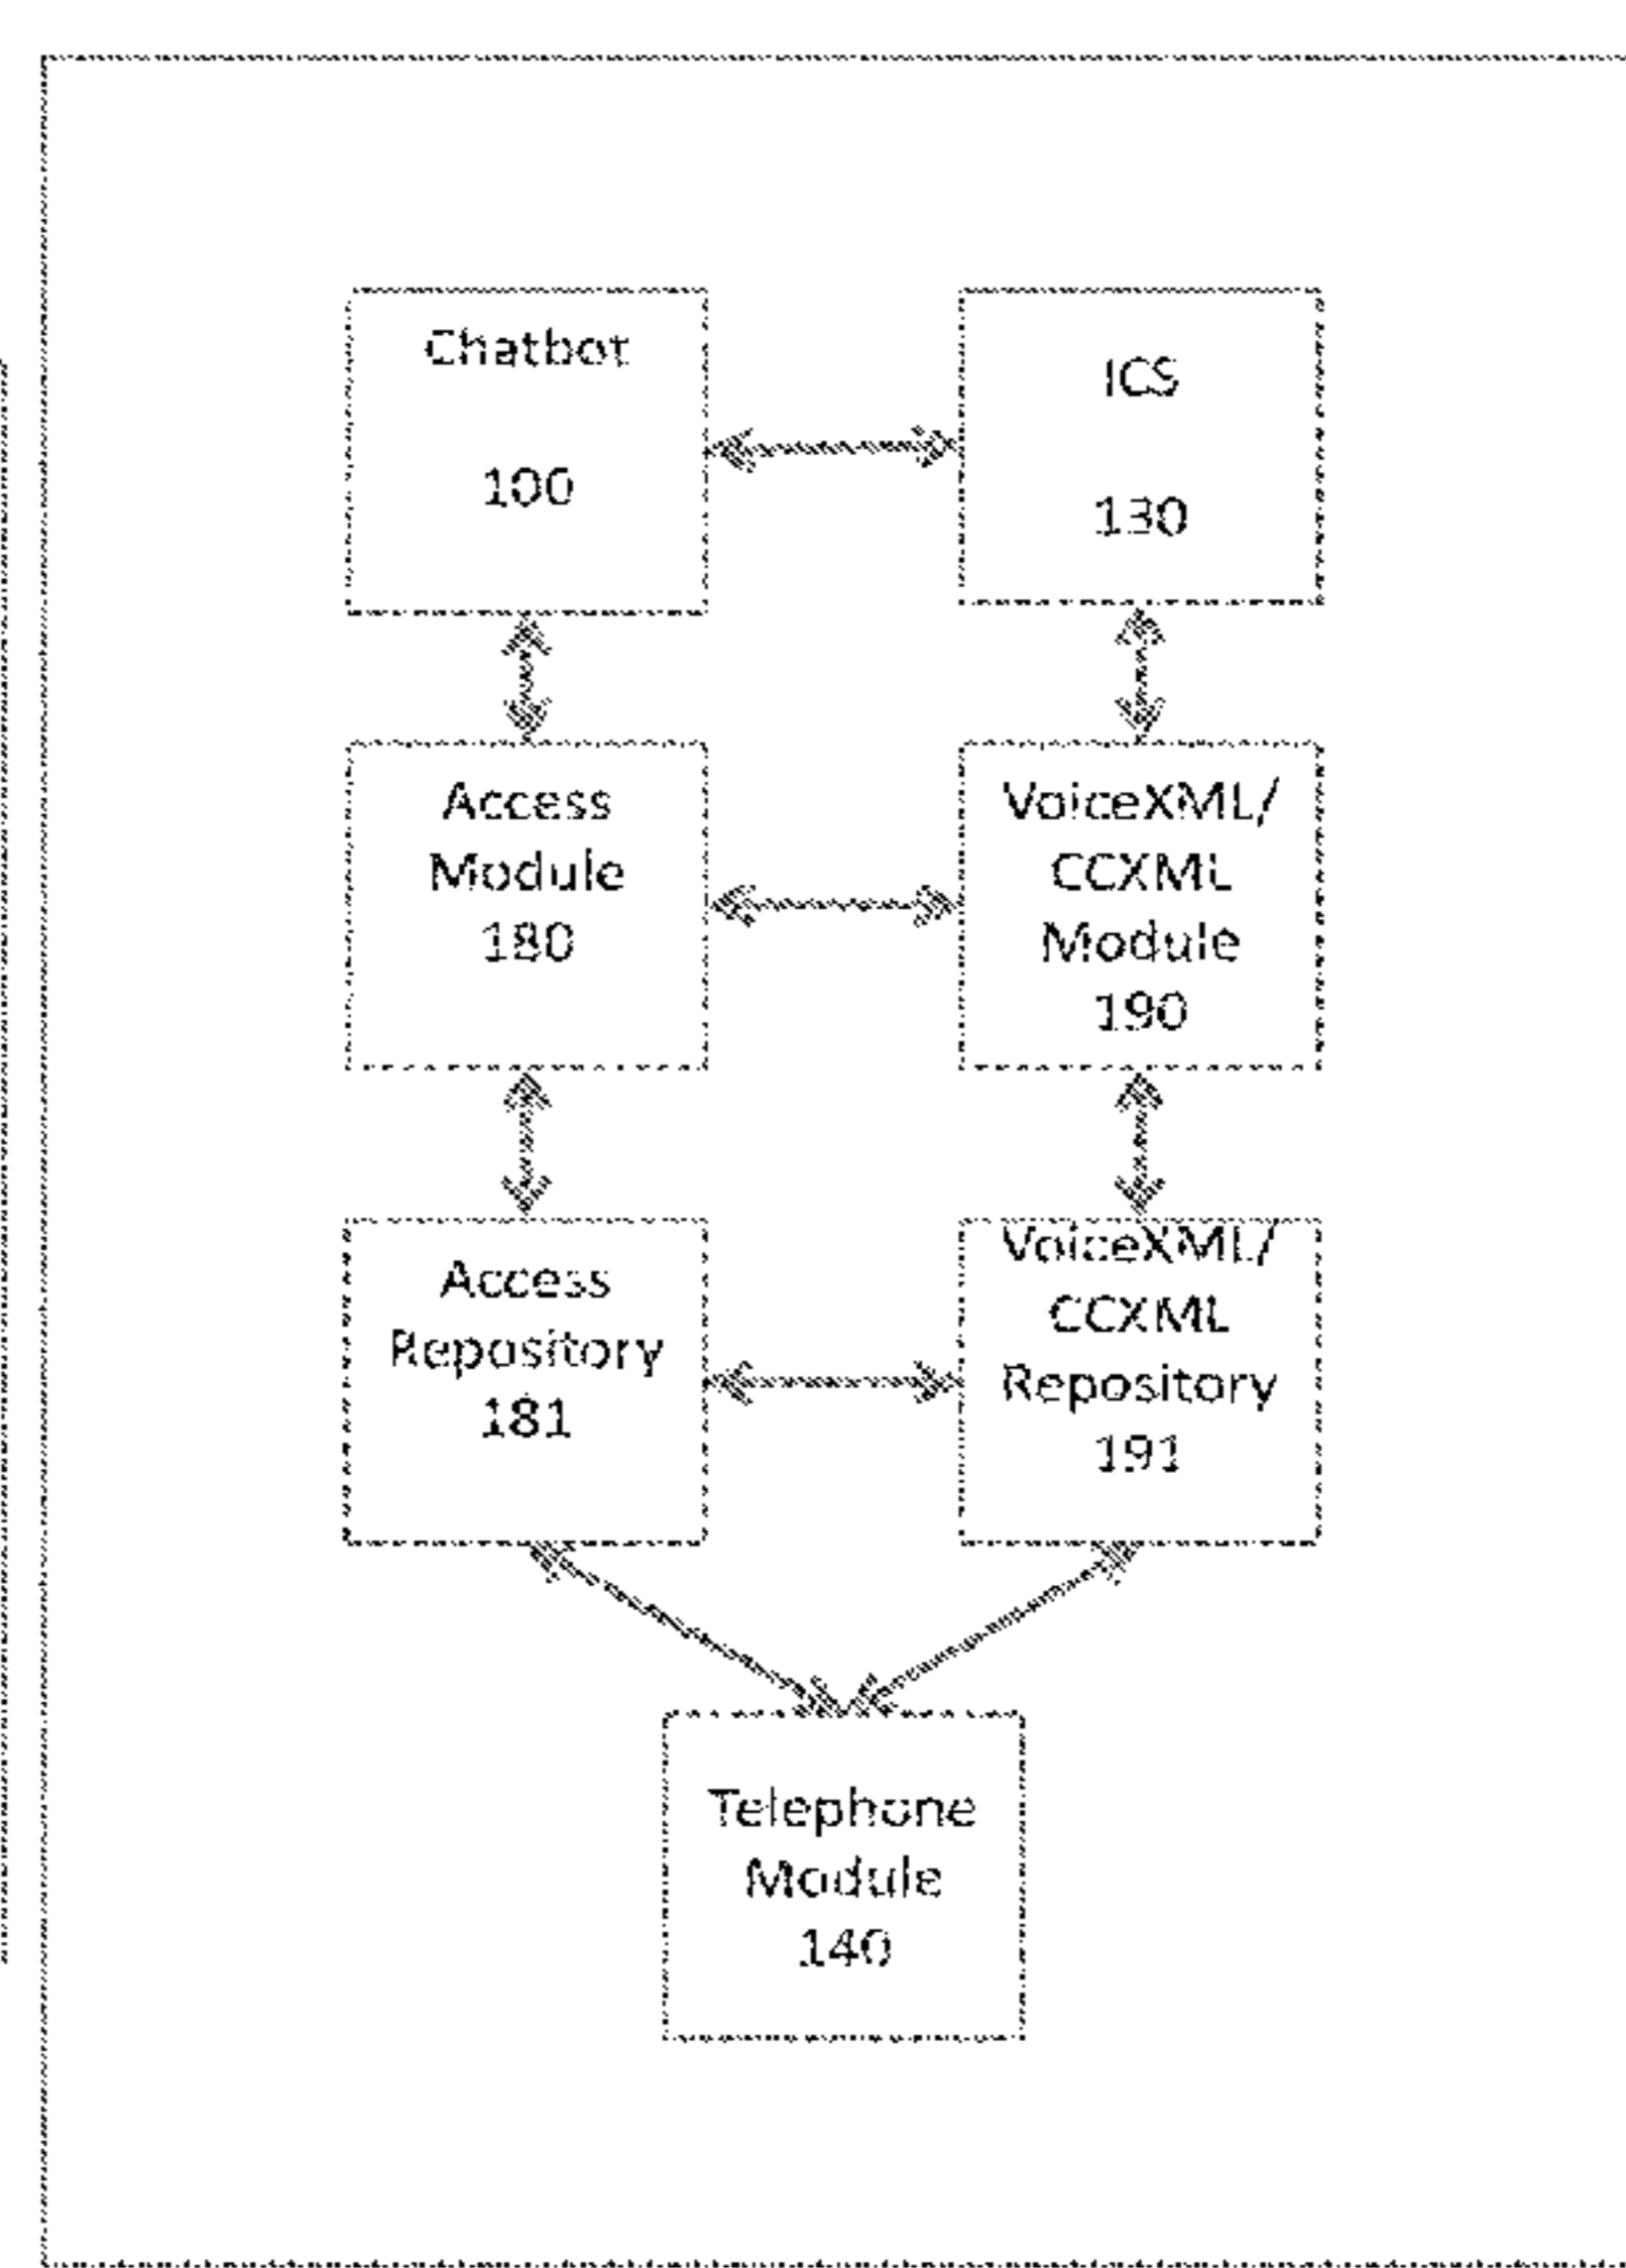 Chatbot
100
ICS
130
Access
Module
180
VoiceXML/
CCXML
Module
190
Access
Repository
181
VoiceXML/
CCXML
Repository
191
Telephone
Module
140